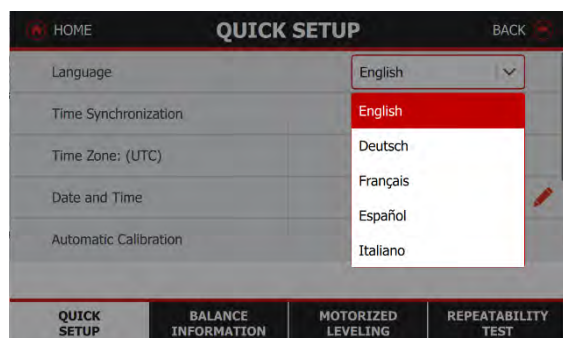 HOME
QUICK SETUP
BACK
Language
English
Time Synchronization
English
Time Zone: (UTC)
Deutsch
Français
Date and Time
Español
Automatic Calibration
Italiano
QUICK
SETUP
BALANCE
INFORMATION
MOTORIZED
LEVELING
REPEATABILITY
TEST